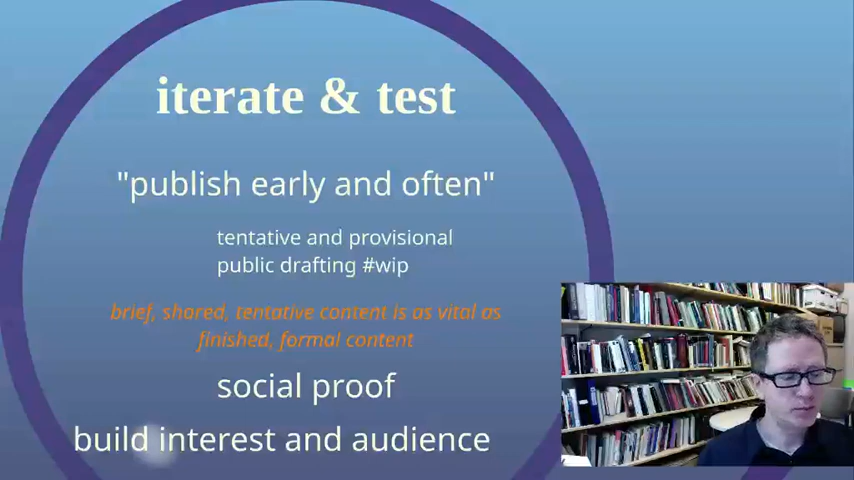 iterate & test
"publish early and often"
tentative and provisional
public drafting #wip
brief, shared, tentative content is as vital as
finished, formal content
social proof
build interest and audience